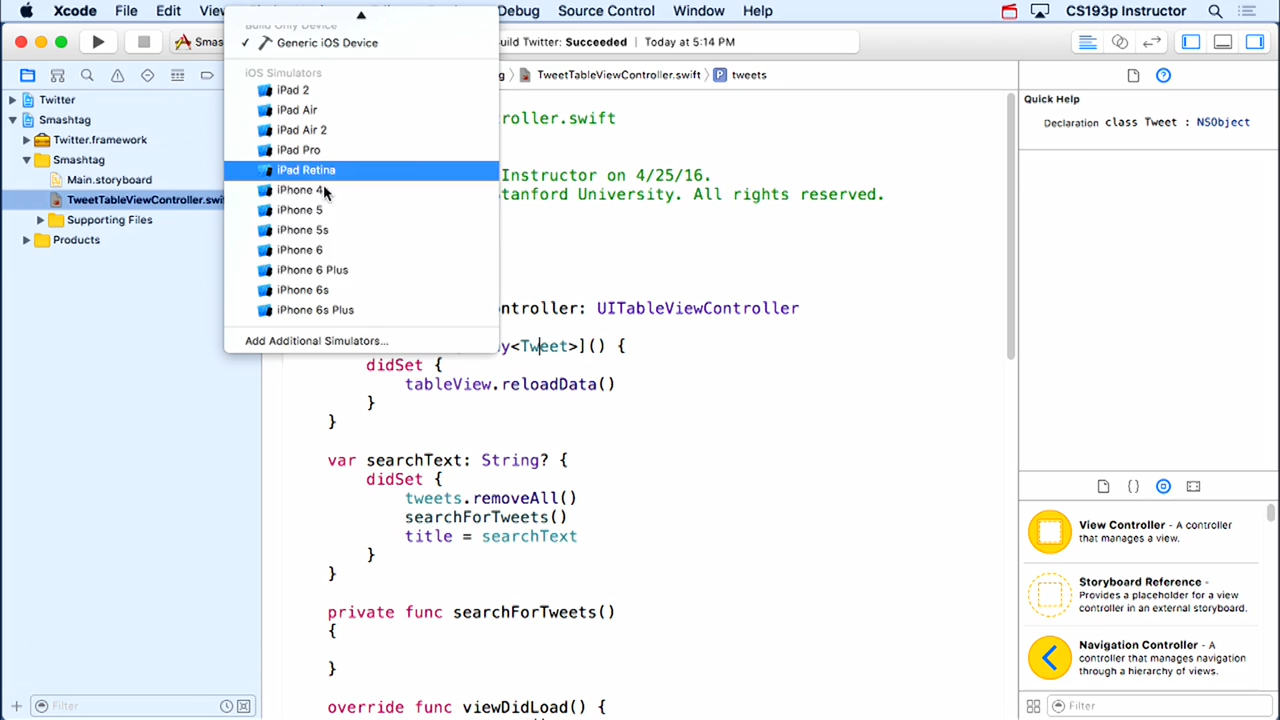 Xcode File Edit View Debug Source Control Window Help CS193p Instructor
Build Only Device
Smas uild Twitter: Succeeded | Today at 5:14 PM
✓ Generic iOS Device
iOS Simulators
iPad 2
iPad Air
iPad Air 2
iPad Pro
iPad Retina
iPhone 4
iPhone 5
iPhone 5s
iPhone 6
iPhone 6 Plus
iPhone 6s
iPhone 6s Plus
Add Additional Simulators...
Twitter
Smashtag
Twitter.framework
Smashtag
Main.storyboard
TweetTableViewController.swi
Supporting Files
Products
Filter
g TweetTableViewController.swift P tweets
roller.swift
Instructor on 4/25/16.
tanford University. All rights reserved.
ntroller: UITableViewController
y<Tweet>]() {
didSet {
tableView.reloadData()
}
}
var searchText: String? {
didSet {
tweets.removeAll()
searchForTweets()
title = searchText
}
}
private func searchForTweets()
{
}
override func viewDidLoad() {
Quick Help
Declaration class Tweet : NSObject
View Controller - A controller
that manages a view.
Storyboard Reference -
Provides a placeholder for a view
controller in an external storyboard.
Navigation Controller - A
controller that manages navigation
through a hierarchy of views.
Filter